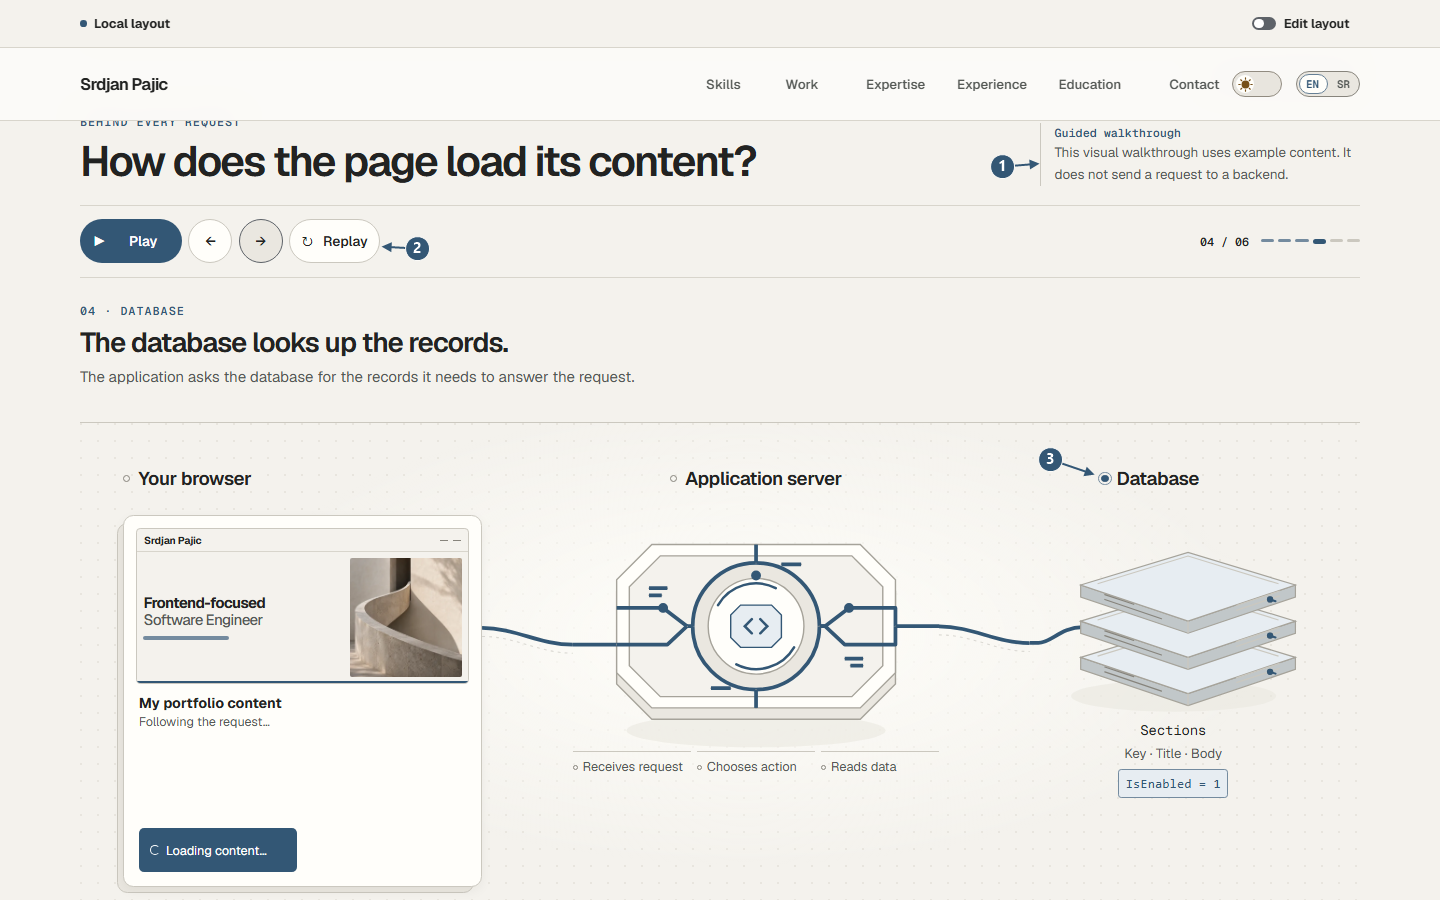 Local layout
Edit layout
Srdjan Pajic
Skills
Work
Expertise
Experience
Education
Contact
EN
SR
BEHIND EVERY REQUEST
How does the page load its content?
Guided walkthrough
This visual walkthrough uses example content. It
does not send a request to a backend.
1
Play
Replay
2
04 / 06
04 · DATABASE
The database looks up the records.
The application asks the database for the records it needs to answer the request.
3
Your browser
Application server
Database
Srdjan Pajic
Frontend-focused
Software Engineer
My portfolio content
Following the request…
Loading content…
Receives request
Chooses action
Reads data
Sections
Key · Title · Body
IsEnabled = 1